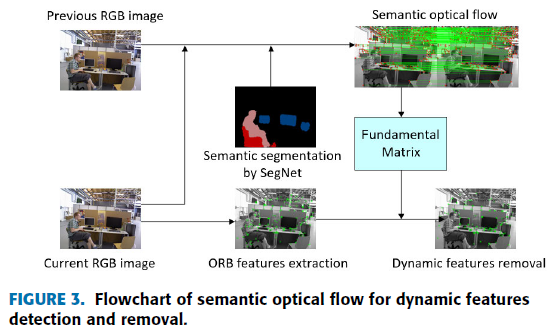 Previous RGB image
Semantic optical flow
Semantic segmentation
by SegNet
Fundamental
Matrix
Current RGB image
ORB features extraction
Dynamic features removal
FIGURE 3. Flowchart of semantic optical flow for dynamic features
detection and removal.